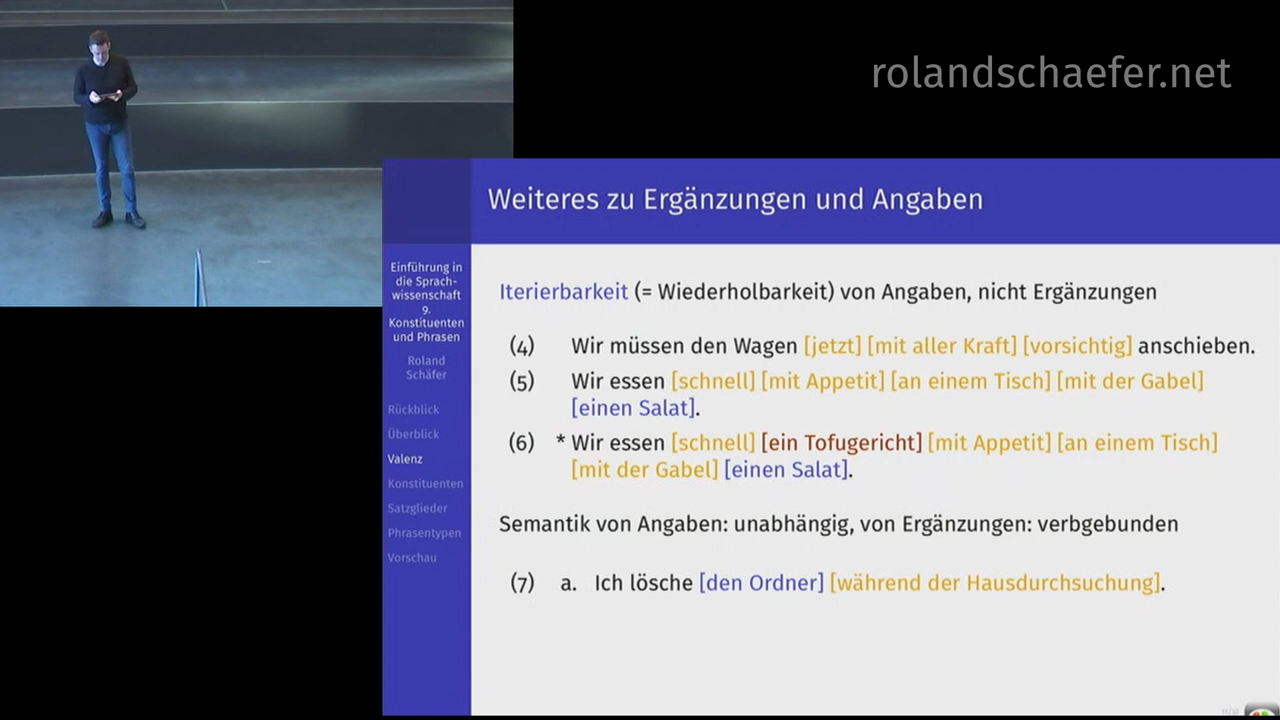 rolandschaefer.net
Weiteres zu Ergänzungen und Angaben
Einführung in
die Sprach-
wissenschaft
9.
Konstituenten
und Phrasen
Roland
Schäfer
Rückblick
Überblick
Valenz
Konstituenten
Satzglieder
Phrasentypen
Vorschau
Iterierbarkeit (= Wiederholbarkeit) von Angaben, nicht Ergänzungen
(4) Wir müssen den Wagen [jetzt] [mit aller Kraft] [vorsichtig] anschieben.
(5) Wir essen [schnell] [mit Appetit] [an einem Tisch] [mit der Gabel]
[einen Salat].
(6) * Wir essen [schnell] [ein Tofugericht] [mit Appetit] [an einem Tisch]
[mit der Gabel] [einen Salat].
Semantik von Angaben: unabhängig, von Ergänzungen: verbgebunden
(7) a. Ich lösche [den Ordner] [während der Hausdurchsuchung].